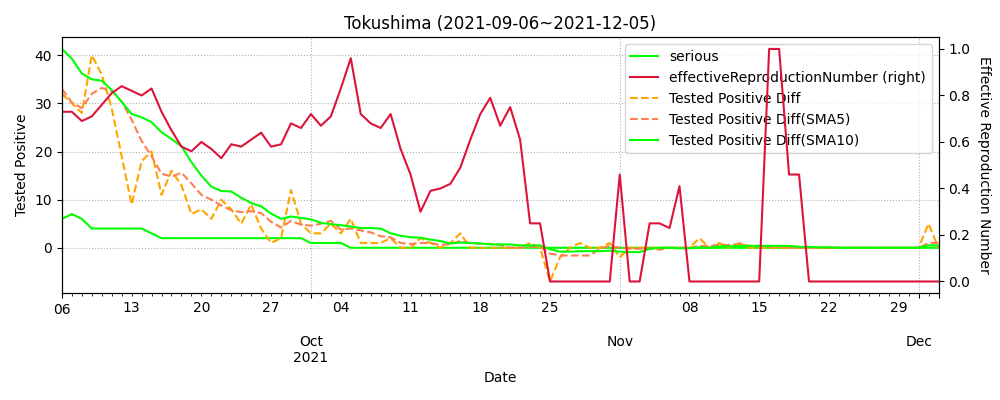 Tokushima (2021-09-06~2021-12-05)
40
30
20
10
0
Tested Positive
1.0
0.8
0.6
0.4
0.2
0.0
Effective Reproduction Number
serious
effectiveReproductionNumber (right)
Tested Positive Diff
Tested Positive Diff(SMA5)
Tested Positive Diff(SMA10)
06 13 20 27 04 11 18 25 08 15 22 29
Oct Nov Dec
2021
Date